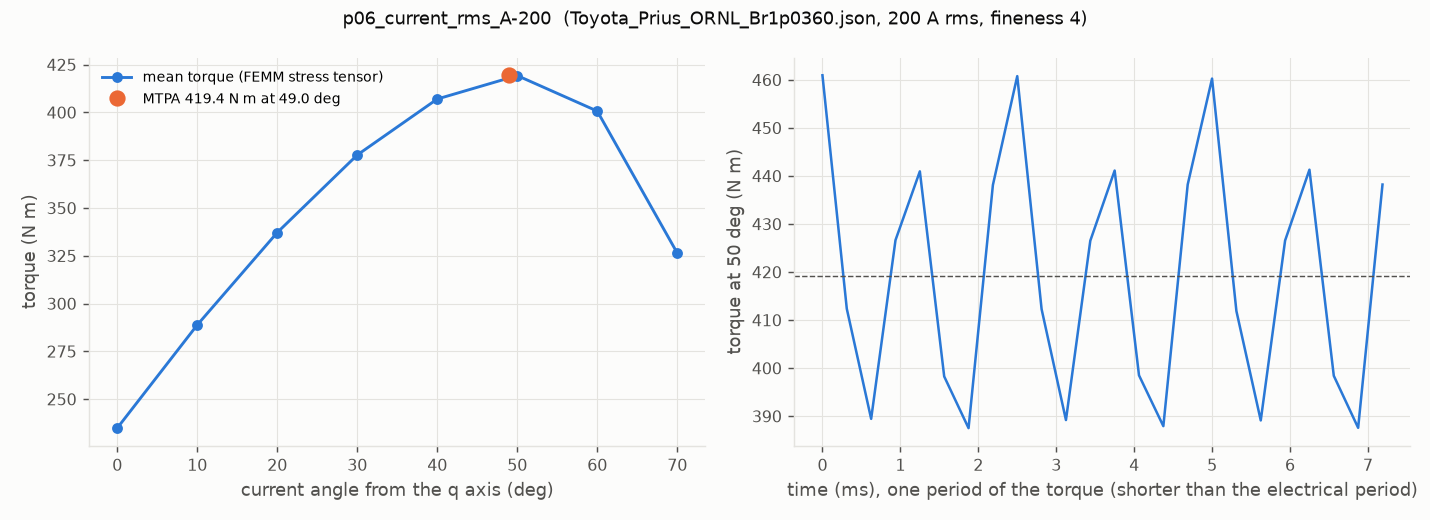 p06_current_rms_A-200  (Toyota_Prius_ORNL_Br1p0360.json, 200 A rms, fineness 4)
mean torque (FEMM stress tensor)
MTPA 419.4 N m at 49.0 deg
torque (N m)
425
400
375
350
325
300
275
250
0 10 20 30 40 50 60 70
current angle from the q axis (deg)
torque at 50 deg (N m)
460
450
440
430
420
410
400
390
0 1 2 3 4 5 6 7
time (ms), one period of the torque (shorter than the electrical period)